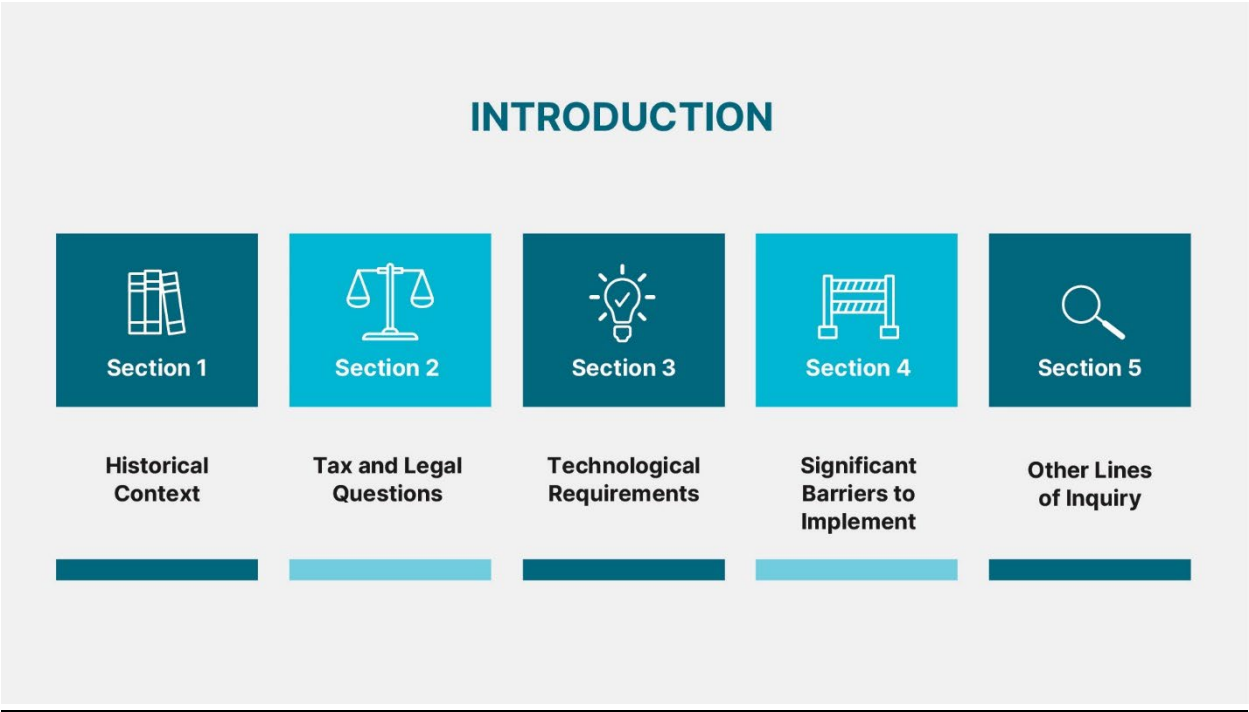 INTRODUCTION
Section 1
Historical
Context
Section 2
Tax and Legal
Questions
Section 3
Technological
Requirements
Section 4
Significant
Barriers to
Implement
Section 5
Other Lines
of Inquiry